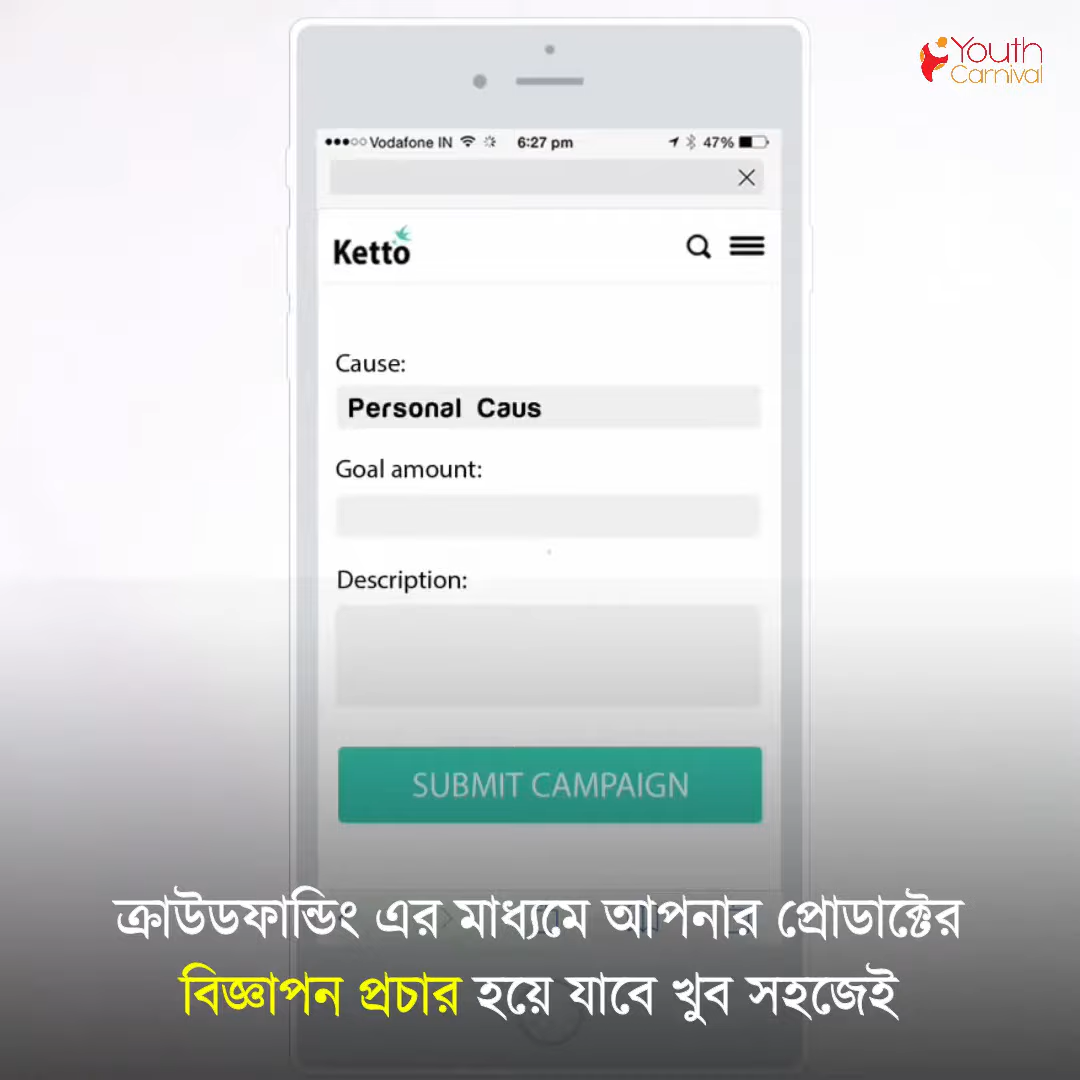 Youth
Carnival
Vodafone IN 6:27 pm 47%
Ketto
Cause:
Personal Caus
Goal amount:
Description:
SUBMIT CAMPAIGN
ক্রাউডফান্ডিং এর মাধ্যমে আপনার প্রোডাক্টের
বিজ্ঞাপন প্রচার হয়ে যাবে খুব সহজেই